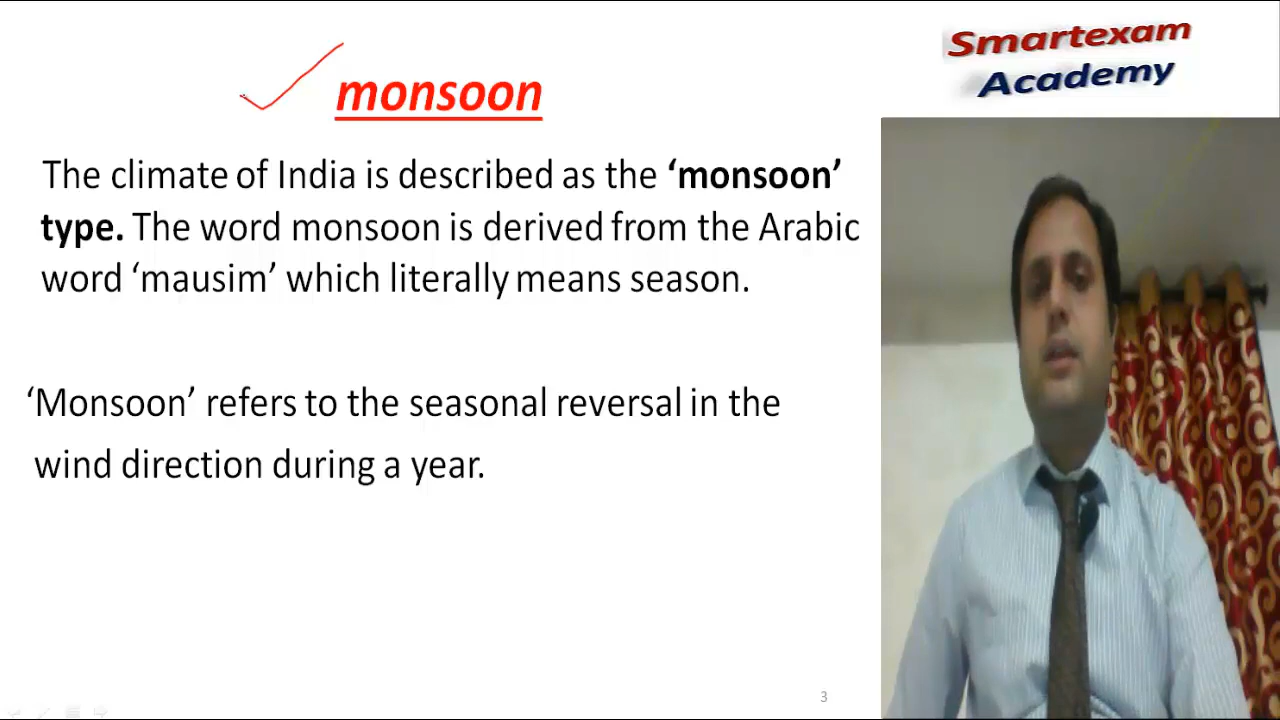 Smartexam
Academy
monsoon
The climate of India is described as the ‘monsoon’
type. The word monsoon is derived from the Arabic
word ‘mausim’ which literally means season.
‘Monsoon’ refers to the seasonal reversal in the
wind direction during a year.
3